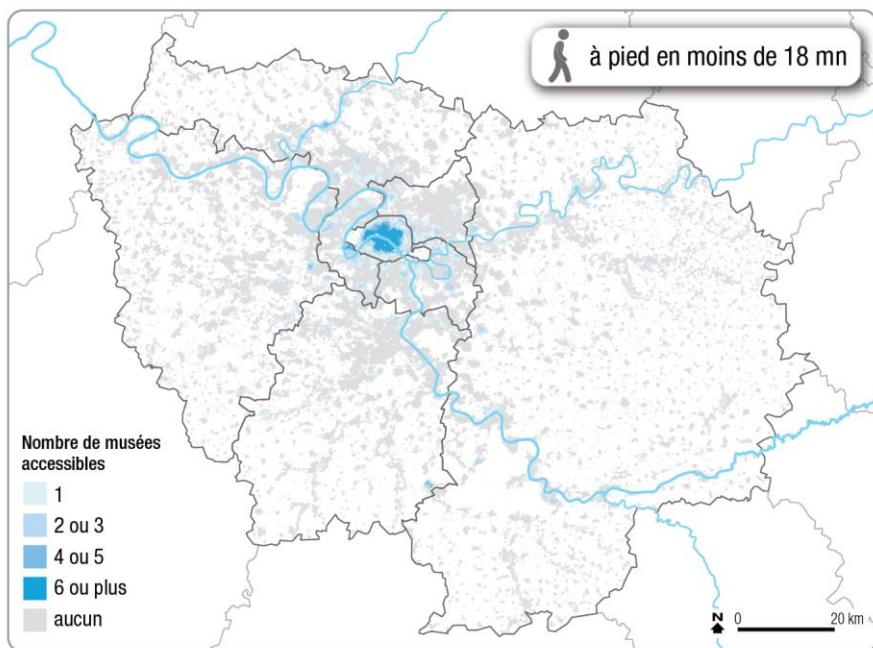 à pied en moins de 18 mn
Nombre de musées
accessibles
1
2 ou 3
4 ou 5
6 ou plus
aucun
N
0
20 km